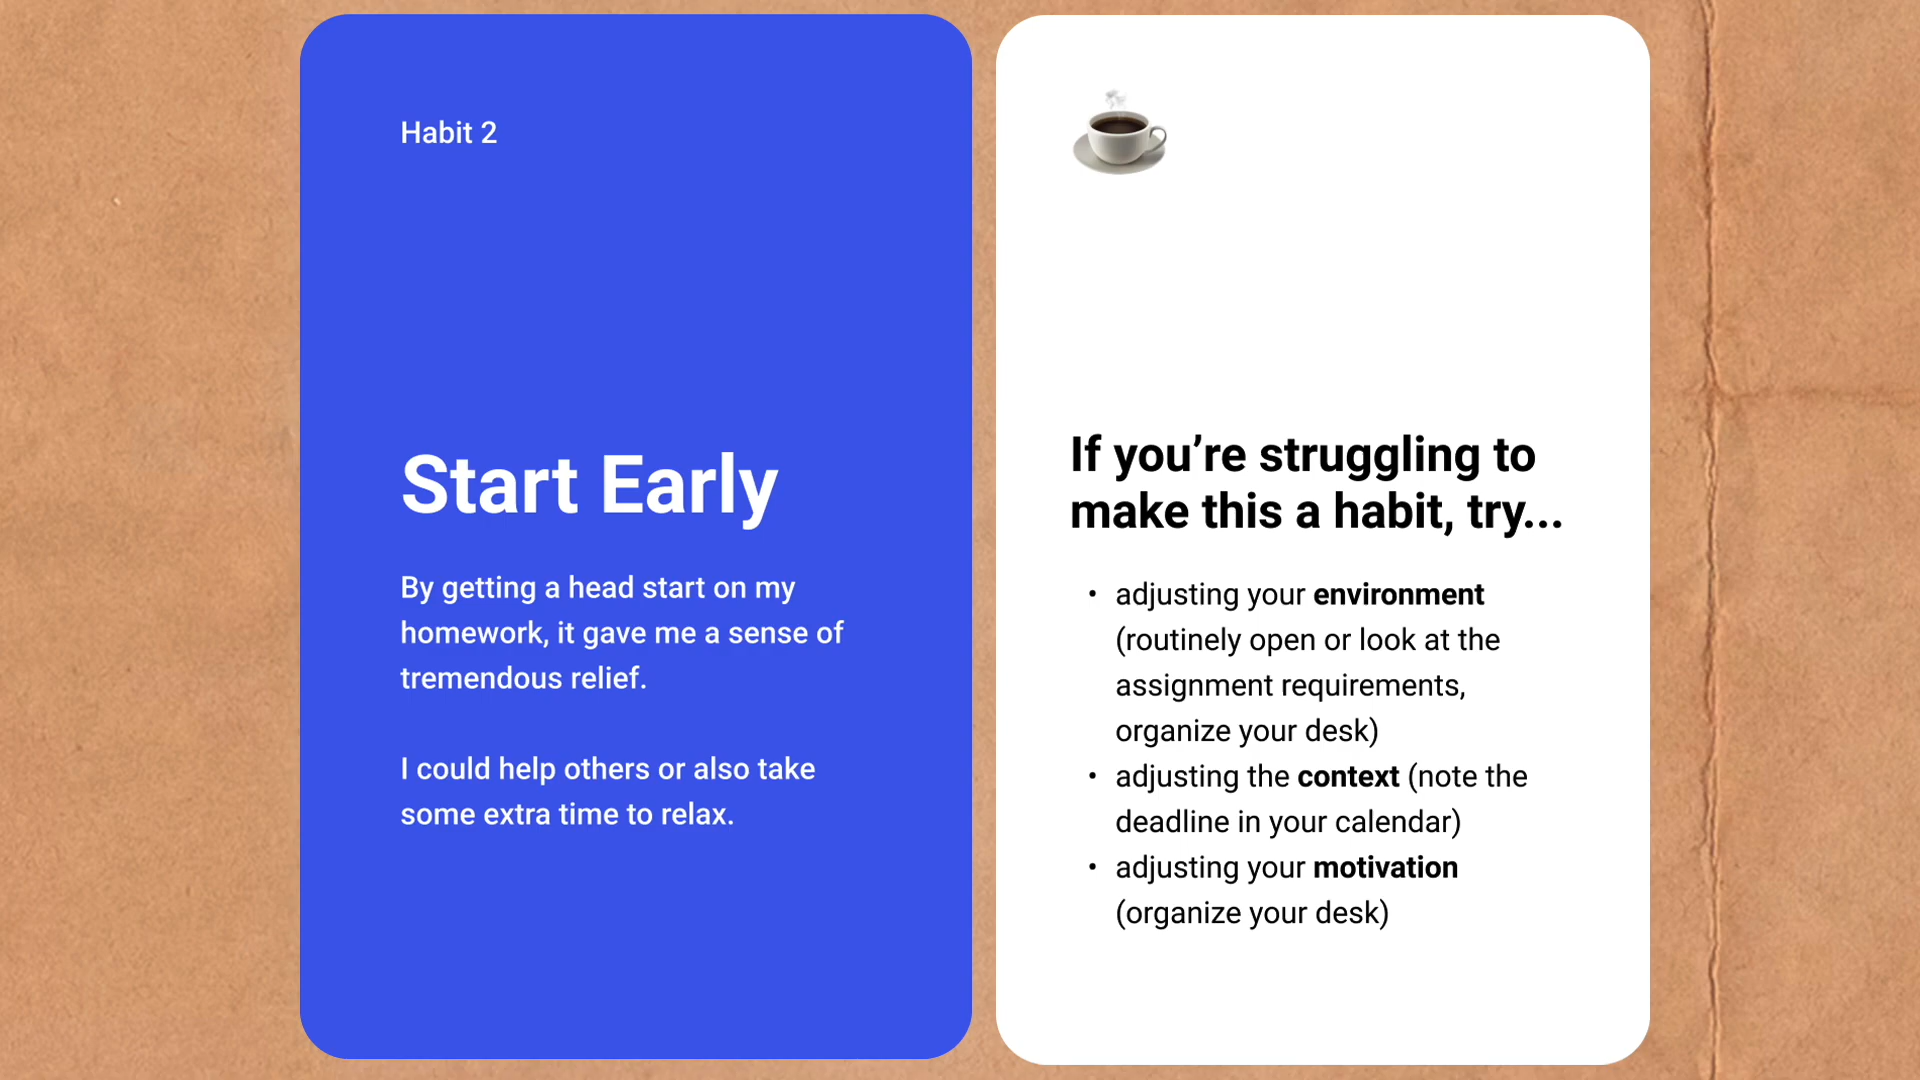 Habit 2
Start Early
By getting a head start on my
homework, it gave me a sense of
tremendous relief.
I could help others or also take
some extra time to relax.
If you’re struggling to
make this a habit, try...
• adjusting your environment
(routinely open or look at the
assignment requirements,
organize your desk)
• adjusting the context (note the
deadline in your calendar)
• adjusting your motivation
(organize your desk)